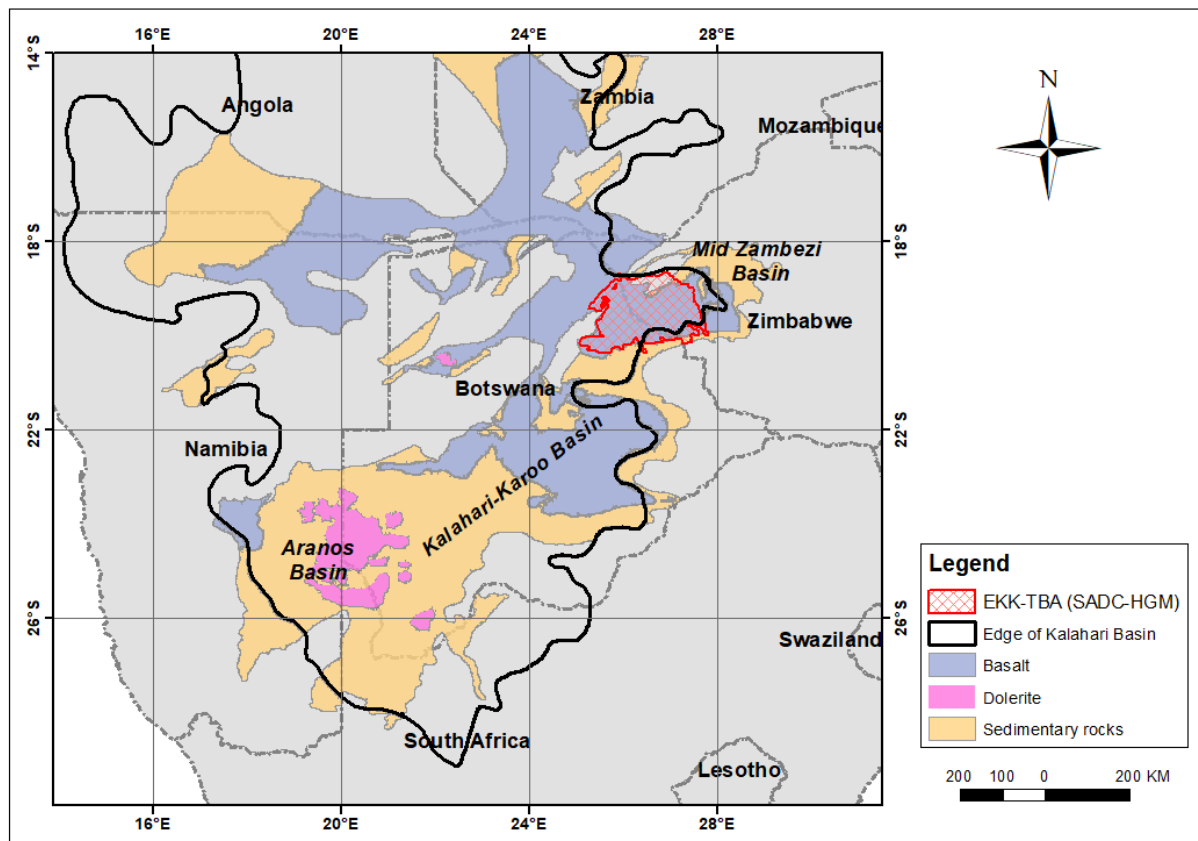 16°E 20°E 24°E 28°E
14°S
Angola
Zambia
Mozambique
N
18°S 18°S
Mid Zambezi
Basin
Zimbabwe
Botswana
22°S 22°S
Namibia
Kalahari-Karoo Basin
Aranos
Basin
26°S 26°S
Swaziland
South Africa
Lesotho
16°E 20°E 24°E 28°E
Legend
EKK-TBA (SADC-HGM)
Edge of Kalahari Basin
Basalt
Dolerite
Sedimentary rocks
200 100 0 200 KM